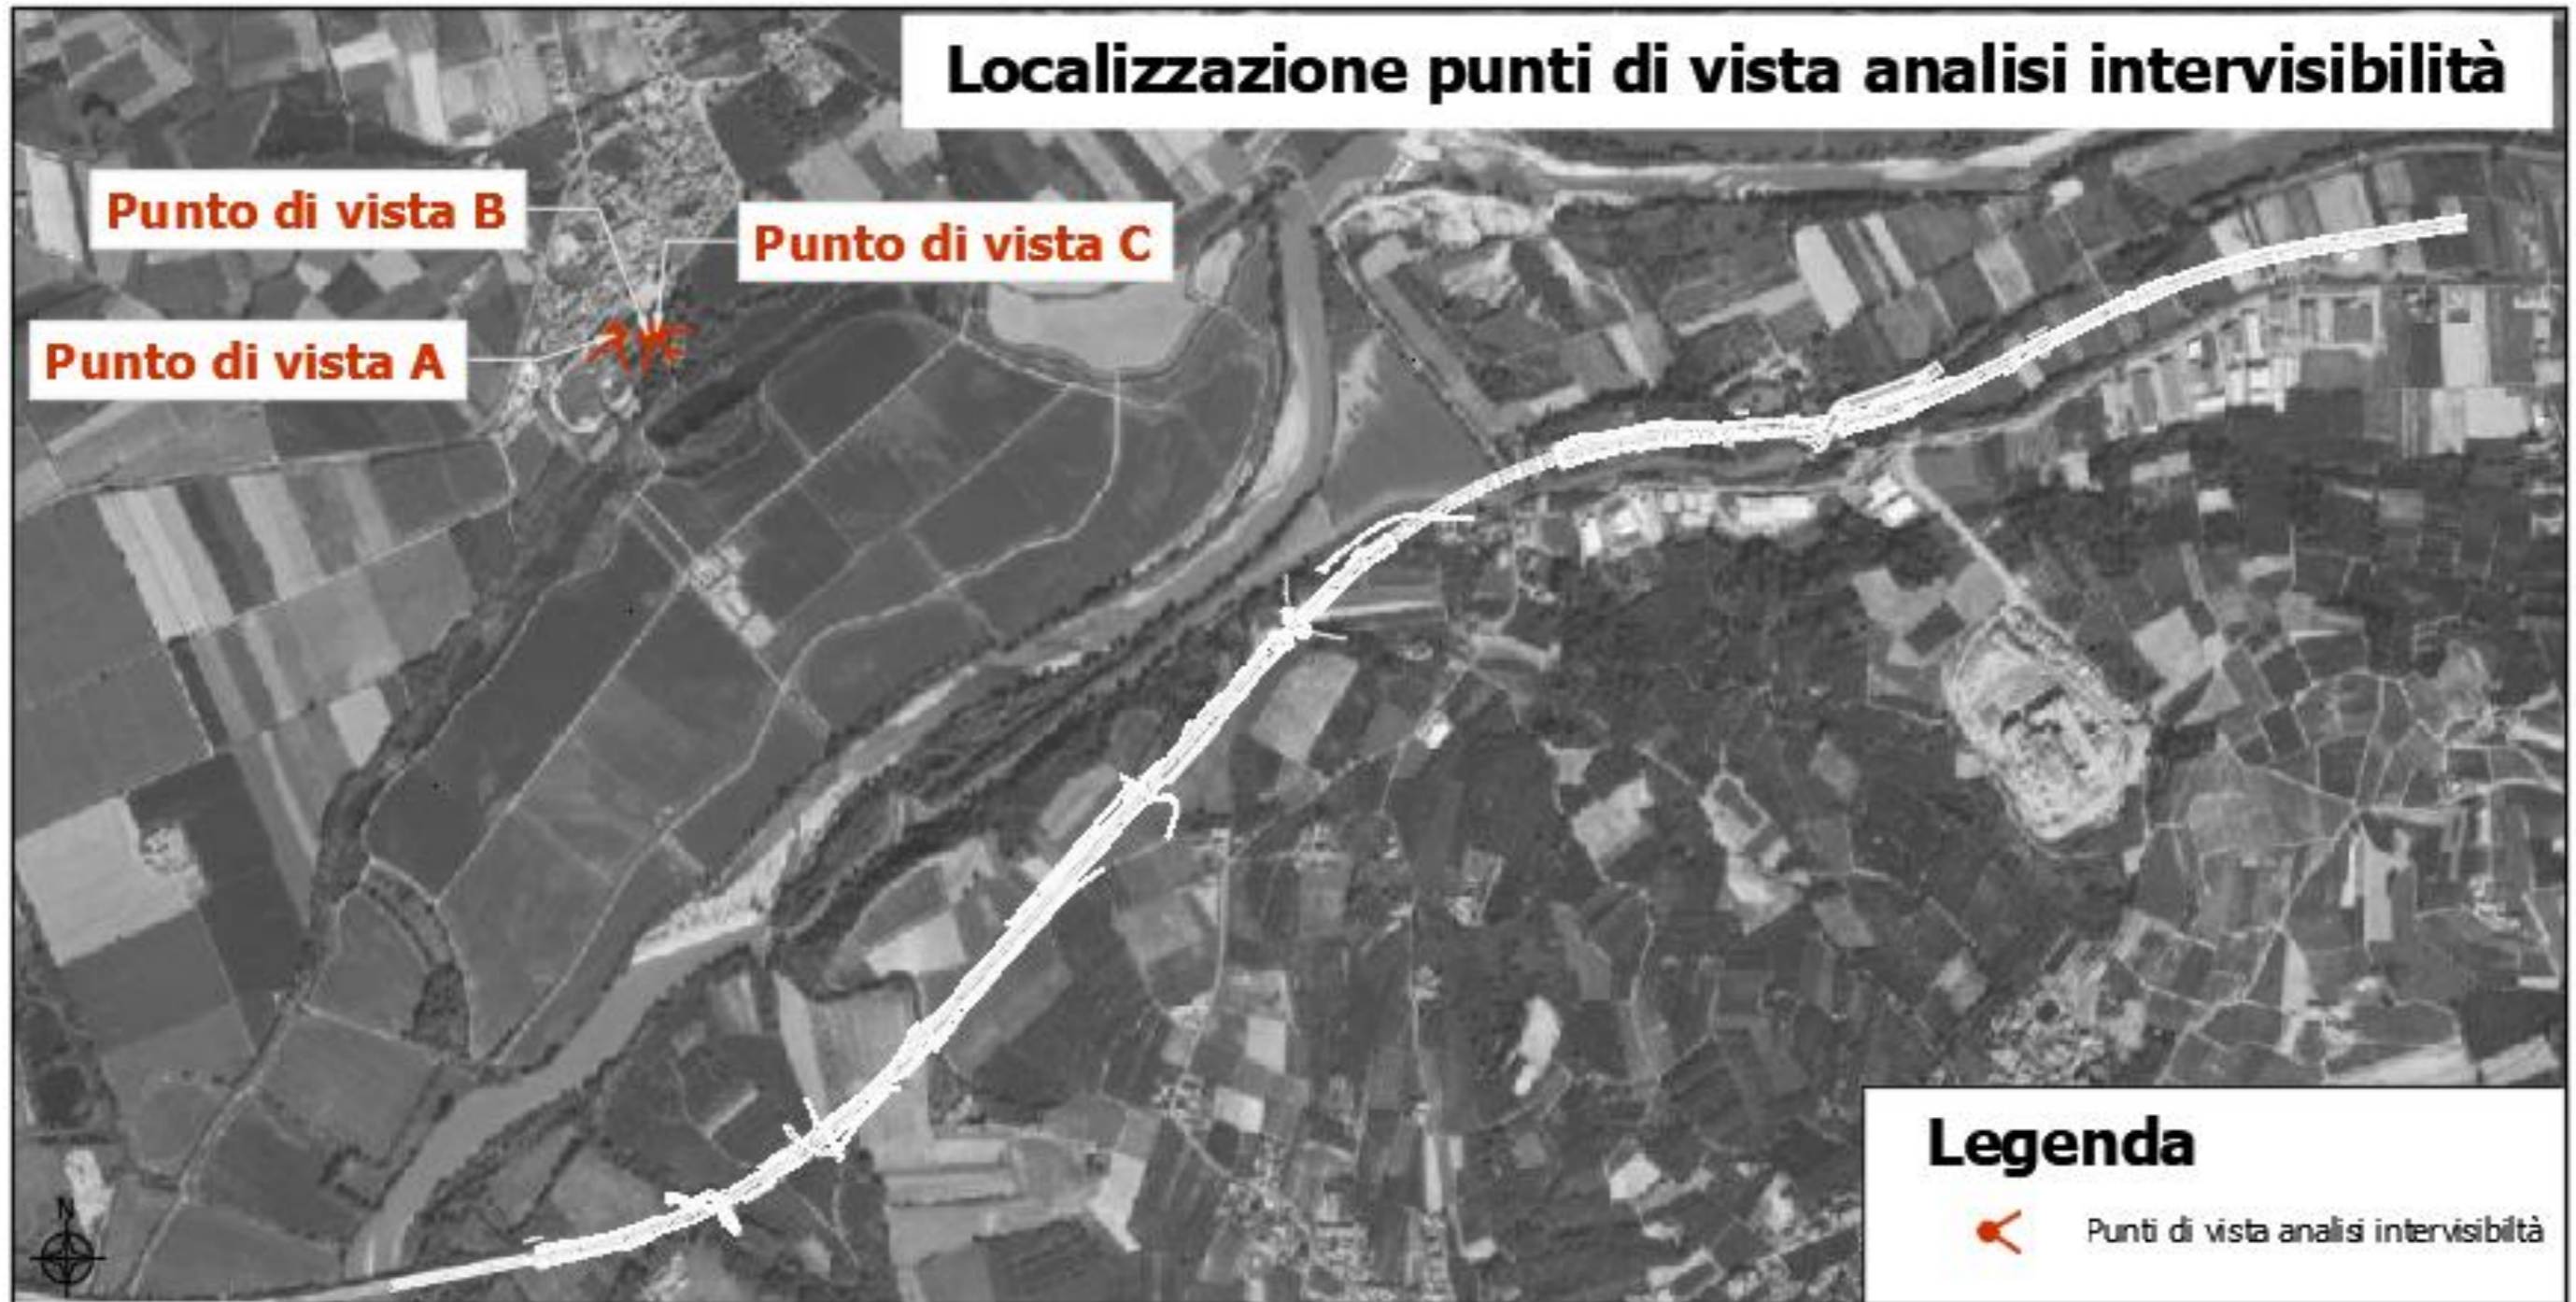 Localizzazione punti di vista analisi intervisibilità
Punto di vista B
Punto di vista C
Punto di vista A
N
Legenda
Punti di vista analisi intervisibiltà